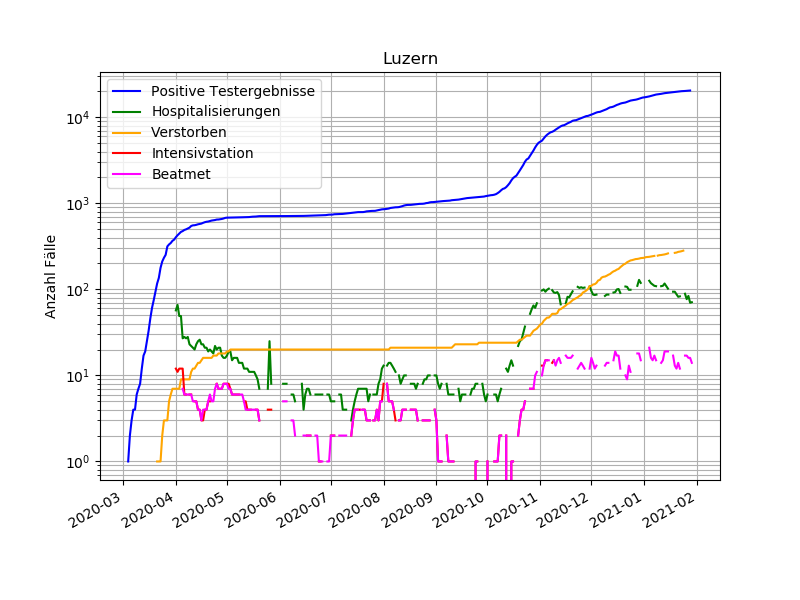 Luzern
Positive Testergebnisse
Hospitalisierungen
Verstorben
Intensivstation
Beatmet
Anzahl Fälle
10^4
10^3
10^2
10^1
10^0
2020-03
2020-04
2020-05
2020-06
2020-07
2020-08
2020-09
2020-10
2020-11
2020-12
2021-01
2021-02